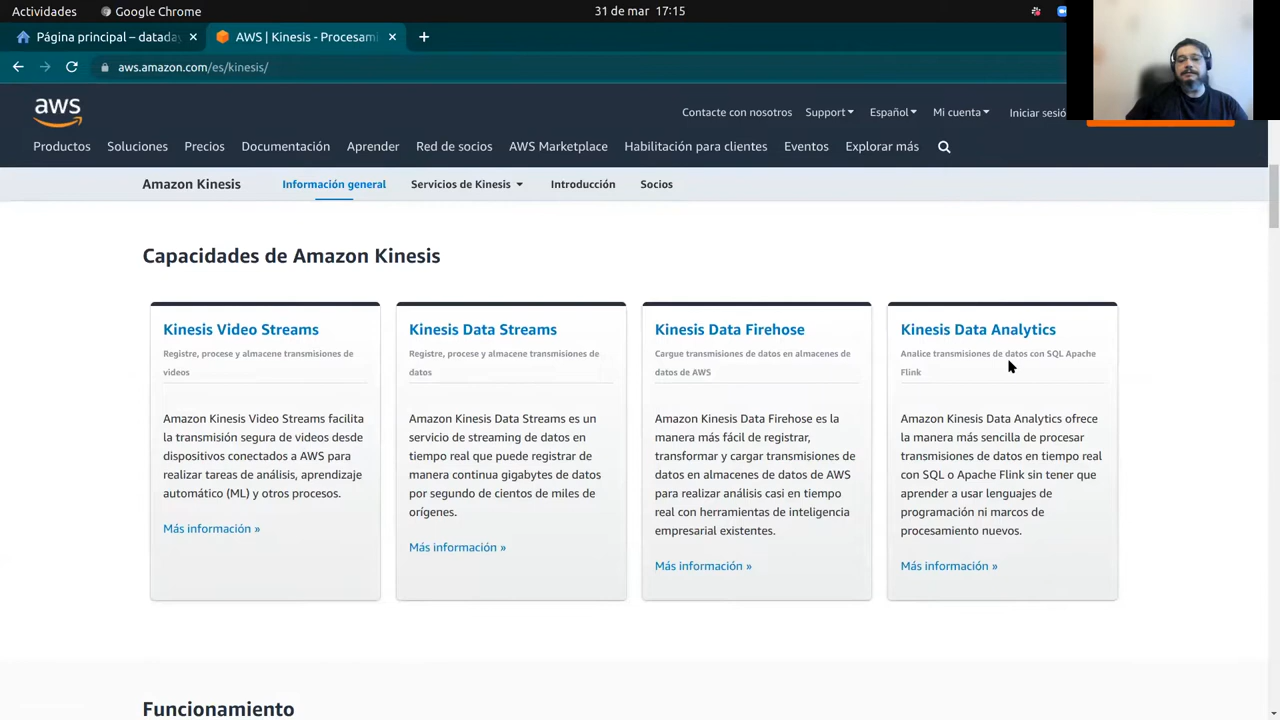 Actividades
Google Chrome
31 de mar 17:15
Página principal – dataday
AWS | Kinesis - Procesami
aws.amazon.com/es/kinesis/
aws
Contacte con nosotros
Support
Español
Mi cuenta
Iniciar sesió
Productos
Soluciones
Precios
Documentación
Aprender
Red de socios
AWS Marketplace
Habilitación para clientes
Eventos
Explorar más
Amazon Kinesis
Información general
Servicios de Kinesis
Introducción
Socios
Capacidades de Amazon Kinesis
Kinesis Video Streams
Registre, procese y almacene transmisiones de
videos
Amazon Kinesis Video Streams facilita
la transmisión segura de videos desde
dispositivos conectados a AWS para
realizar tareas de análisis, aprendizaje
automático (ML) y otros procesos.
Más información »
Kinesis Data Streams
Registre, procese y almacene transmisiones de
datos
Amazon Kinesis Data Streams es un
servicio de streaming de datos en
tiempo real que puede registrar de
manera continua gigabytes de datos
por segundo de cientos de miles de
orígenes.
Más información »
Kinesis Data Firehose
Cargue transmisiones de datos en almacenes de
datos de AWS
Amazon Kinesis Data Firehose es la
manera más fácil de registrar,
transformar y cargar transmisiones de
datos en almacenes de datos de AWS
para realizar análisis casi en tiempo
real con herramientas de inteligencia
empresarial existentes.
Más información »
Kinesis Data Analytics
Analice transmisiones de datos con SQL Apache
Flink
Amazon Kinesis Data Analytics ofrece
la manera más sencilla de procesar
transmisiones de datos en tiempo real
con SQL o Apache Flink sin tener que
aprender a usar lenguajes de
programación ni marcos de
procesamiento nuevos.
Más información »
Funcionamiento